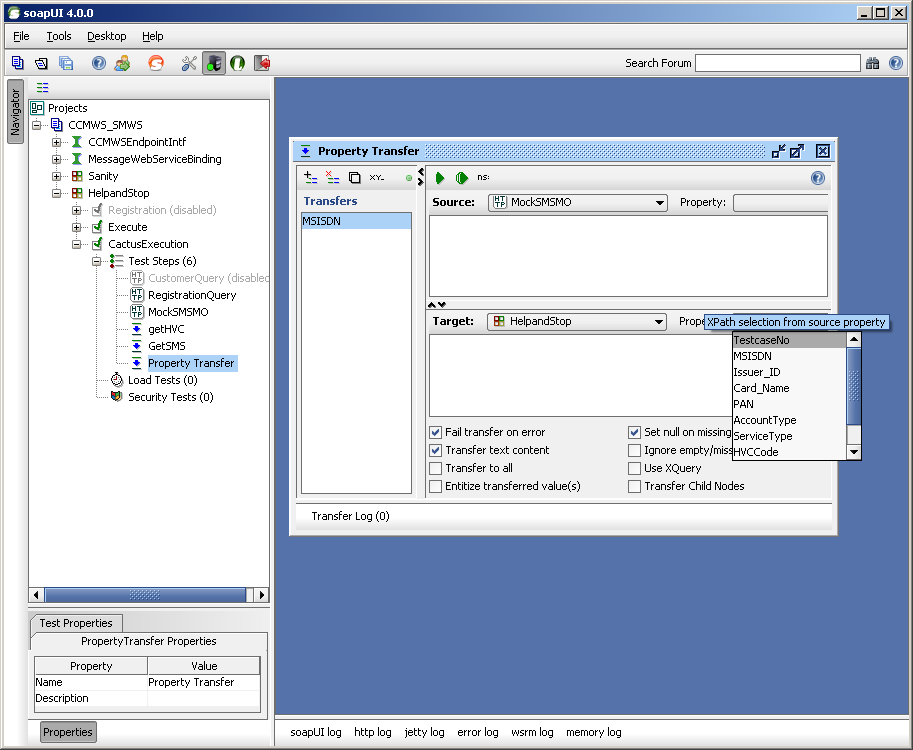 soapUI 4.0.0
File Tools Desktop Help
Search Forum
Navigator
Projects
CCMWS_SMWS
CCMWSEndpointIntf
MessageWebServiceBinding
Sanity
HelpandStop
Registration (disabled)
Execute
CactusExecution
Test Steps (6)
CustomerQuery (disabled
RegistrationQuery
MockSMSMO
getHVC
GetSMS
Property Transfer
Load Tests (0)
Security Tests (0)
Test Properties
PropertyTransfer Properties
Property Value
Name Property Transfer
Description
Properties
Property Transfer
XY- ns:
Transfers
MSISDN
Source: HTTP MockSMSMO Property:
Target: HelpandStop Prope
XPath selection from source property
TestcaseNo
MSISDN
Issuer_ID
Card_Name
PAN
AccountType
ServiceType
HVCCode
Fail transfer on error Set null on missing
Transfer text content Ignore empty/miss
Transfer to all Use XQuery
Entitize transferred value(s) Transfer Child Nodes
Transfer Log (0)
soapUI log http log jetty log error log wsrm log memory log